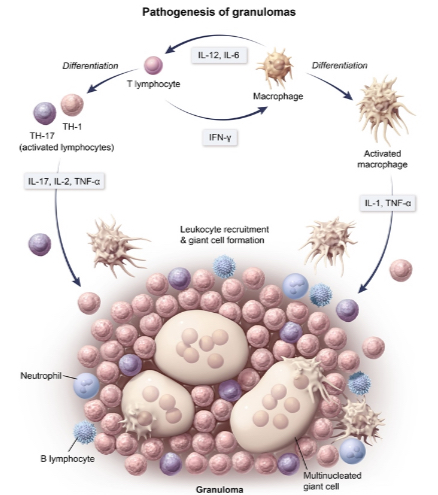 Pathogenesis of granulomas
IL-12, IL-6
Differentiation
Differentiation
T lymphocyte
Macrophage
TH-1
TH-17
(activated lymphocytes)
IFN-γ
Activated
macrophage
IL-17, IL-2, TNF-α
IL-1, TNF-α
Leukocyte recruitment
& giant cell formation
Neutrophil
B lymphocyte
Multinucleated
giant cell
Granuloma